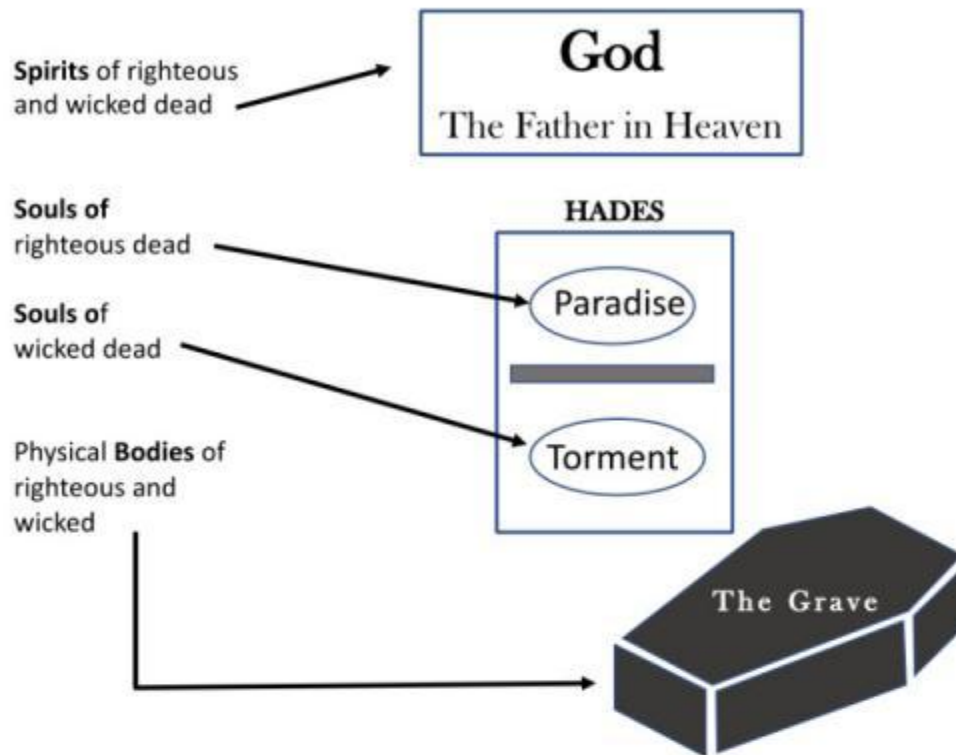 God
The Father in Heaven
Spirits of righteous
and wicked dead
HADES
Souls of
righteous dead
Paradise
Souls of
wicked dead
Torment
Physical Bodies of
righteous and
wicked
The Grave